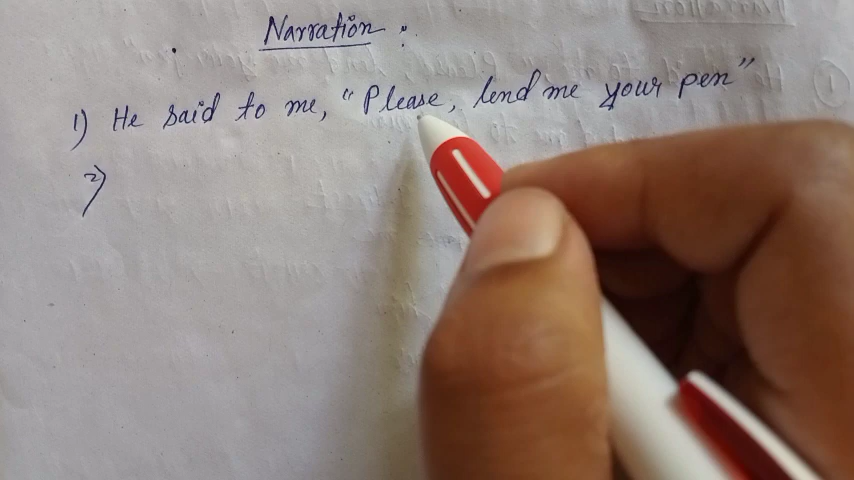 Narration :
1) He said to me, "Please, lend me your pen"
2)